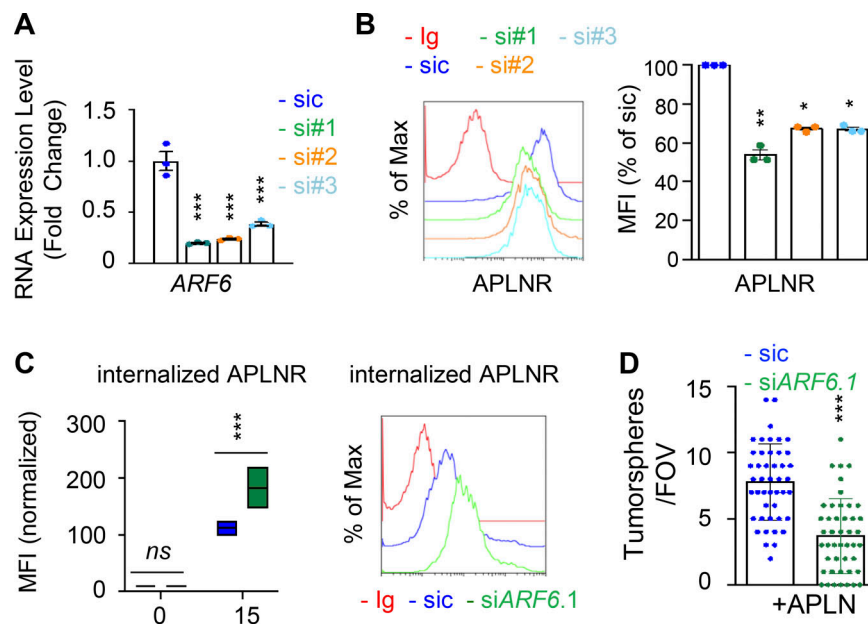 A
RNA Expression Level
(Fold Change)
1.5
1.0
0.5
0
***
***
***
- sic
- si#1
- si#2
- si#3
ARF6
B
- Ig - si#1 - si#3
- sic - si#2
% of Max
APLNR
MFI (% of sic)
100
80
60
40
20
0
**
*
*
APLNR
C
internalized APLNR
MFI (normalized)
300
200
100
0
ns
***
0 15
internalized APLNR
% of Max
- Ig - sic - siARF6.1
D
- sic
- siARF6.1
Tumorspheres
/FOV
15
10
5
0
***
+APLN